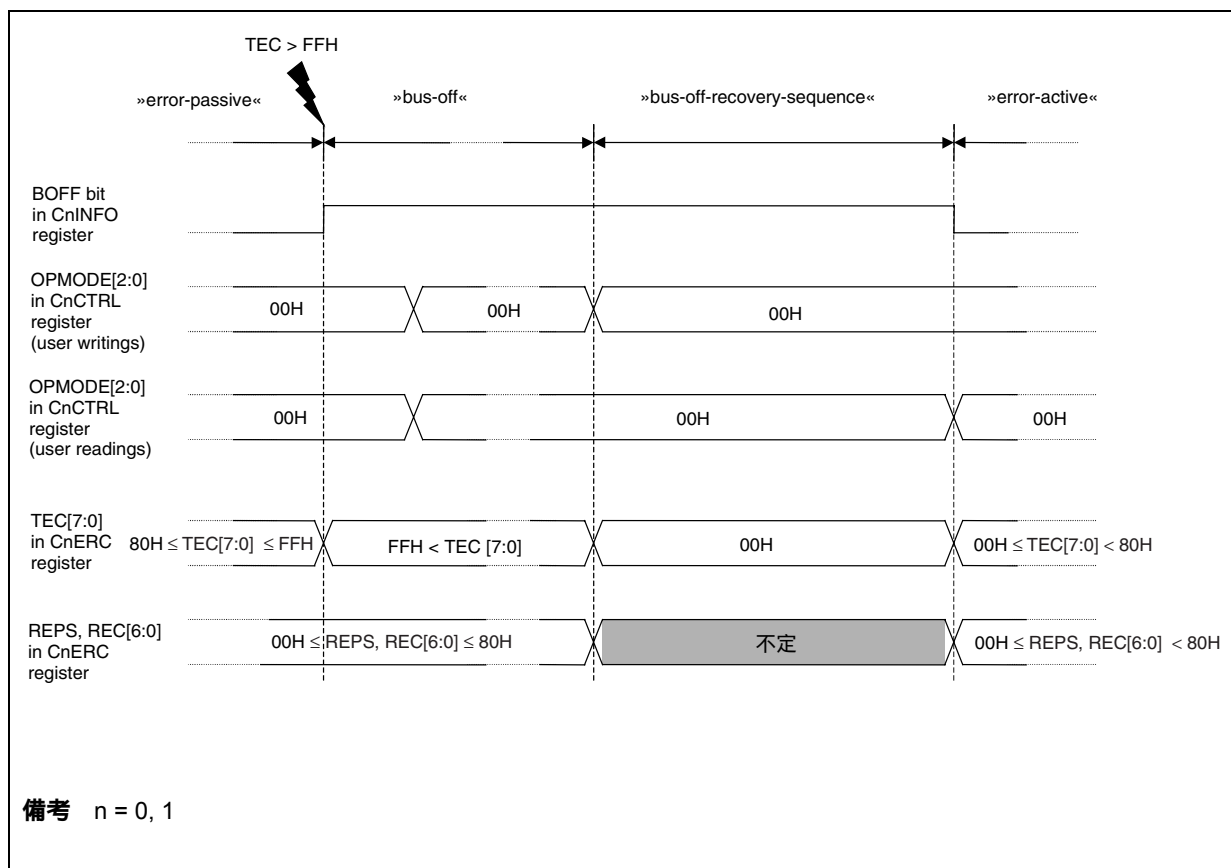 TEC > FFH
»error-passive«
»bus-off«
»bus-off-recovery-sequence«
»error-active«
BOFF bit
in CnINFO
register
OPMODE[2:0]
in CnCTRL
register
(user writings)
00H
00H
00H
OPMODE[2:0]
in CnCTRL
register
(user readings)
00H
00H
00H
TEC[7:0]
in CnERC
register
80H ≤ TEC[7:0] ≤ FFH
FFH < TEC [7:0]
00H
00H ≤ TEC[7:0] < 80H
REPS, REC[6:0]
in CnERC
register
00H ≤ REPS, REC[6:0] ≤ 80H
不定
00H ≤ REPS, REC[6:0] < 80H
備考 n = 0, 1